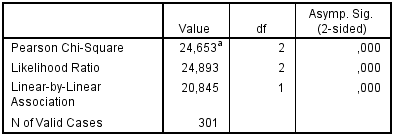 Value df Asymp. Sig. (2-sided)
Pearson Chi-Square 24,653a 2 ,000
Likelihood Ratio 24,893 2 ,000
Linear-by-Linear Association 20,845 1 ,000
N of Valid Cases 301